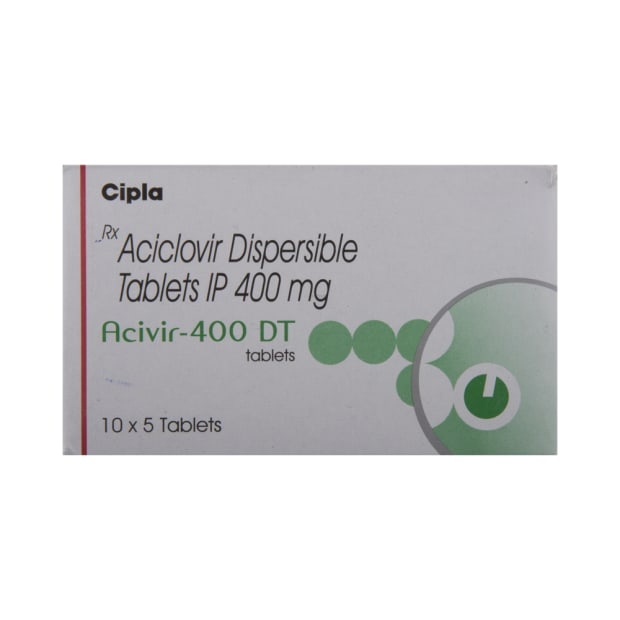 Cipla
Rx
Aciclovir Dispersible
Tablets IP 400 mg
Acivir-400 DT
tablets
10 x 5 Tablets